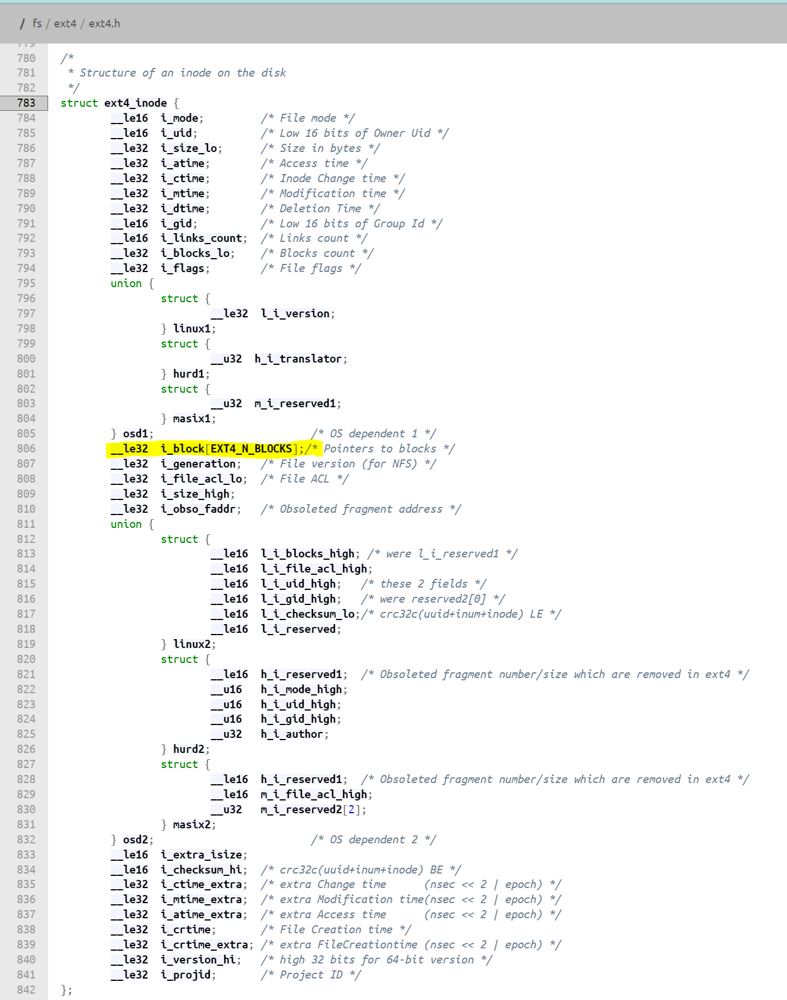 / fs / ext4 / ext4.h
779
780 /*
781 * Structure of an inode on the disk
782 */
783 struct ext4_inode {
784 __le16 i_mode; /* File mode */
785 __le16 i_uid; /* Low 16 bits of Owner Uid */
786 __le32 i_size_lo; /* Size in bytes */
787 __le32 i_atime; /* Access time */
788 __le32 i_ctime; /* Inode Change time */
789 __le32 i_mtime; /* Modification time */
790 __le32 i_dtime; /* Deletion Time */
791 __le16 i_gid; /* Low 16 bits of Group Id */
792 __le16 i_links_count; /* Links count */
793 __le32 i_blocks_lo; /* Blocks count */
794 __le32 i_flags; /* File flags */
795 union {
796 struct {
797 __le32 l_i_version;
798 } linux1;
799 struct {
800 __u32 h_i_translator;
801 } hurd1;
802 struct {
803 __u32 m_i_reserved1;
804 } masix1;
805 } osd1; /* OS dependent 1 */
806 __le32 i_block[EXT4_N_BLOCKS];/* Pointers to blocks */
807 __le32 i_generation; /* File version (for NFS) */
808 __le32 i_file_acl_lo; /* File ACL */
809 __le32 i_size_high;
810 __le32 i_obso_faddr; /* Obsoleted fragment address */
811 union {
812 struct {
813 __le16 l_i_blocks_high; /* were l_i_reserved1 */
814 __le16 l_i_file_acl_high;
815 __le16 l_i_uid_high; /* these 2 fields */
816 __le16 l_i_gid_high; /* were reserved2[0] */
817 __le16 l_i_checksum_lo;/* crc32c(uuid+inum+inode) LE */
818 __le16 l_i_reserved;
819 } linux2;
820 struct {
821 __le16 h_i_reserved1; /* Obsoleted fragment number/size which are removed in ext4 */
822 __u16 h_i_mode_high;
823 __u16 h_i_uid_high;
824 __u16 h_i_gid_high;
825 __u32 h_i_author;
826 } hurd2;
827 struct {
828 __le16 h_i_reserved1; /* Obsoleted fragment number/size which are removed in ext4 */
829 __le16 m_i_file_acl_high;
830 __u32 m_i_reserved2[2];
831 } masix2;
832 } osd2; /* OS dependent 2 */
833 __le16 i_extra_isize;
834 __le16 i_checksum_hi; /* crc32c(uuid+inum+inode) BE */
835 __le32 i_ctime_extra; /* extra Change time (nsec << 2 | epoch) */
836 __le32 i_mtime_extra; /* extra Modification time(nsec << 2 | epoch) */
837 __le32 i_atime_extra; /* extra Access time (nsec << 2 | epoch) */
838 __le32 i_crtime; /* File Creation time */
839 __le32 i_crtime_extra; /* extra FileCreationtime (nsec << 2 | epoch) */
840 __le32 i_version_hi; /* high 32 bits for 64-bit version */
841 __le32 i_projid; /* Project ID */
842 };